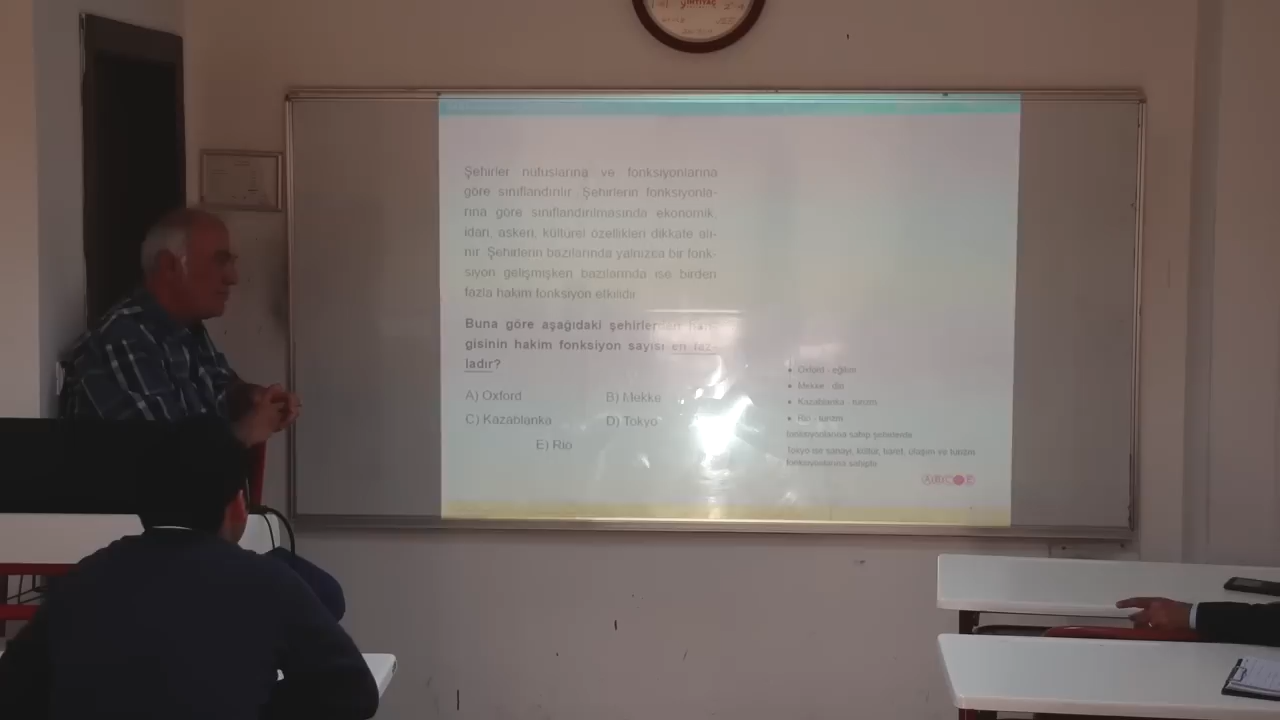 İHTİYAÇ
Şehirler nüfuslarına ve fonksiyonlarına
göre sınıflandırılır. Şehirlerin fonksiyonla-
rına göre sınıflandırılmasında ekonomik,
idari, askeri, kültürel özellikleri dikkate alı-
nır. Şehirlerin bazılarında yalnızca bir fonk-
siyon gelişmişken bazılarında ise birden
fazla hakim fonksiyon etkilidir.
Buna göre aşağıdaki şehirlerden han-
gisinin hakim fonksiyon sayısı en faz-
ladır?
A) Oxford
B) Mekke
C) Kazablanka
D) Tokyo
E) Rio
• Oxford - eğitim
• Mekke - din
• Kazablanka - turizm
• Rio - turizm
fonksiyonlarına sahip şehirlerdir.
Tokyo ise sanayi, kültür, ticaret, ulaşım ve turizm
fonksiyonlarına sahiptir.
A B C E